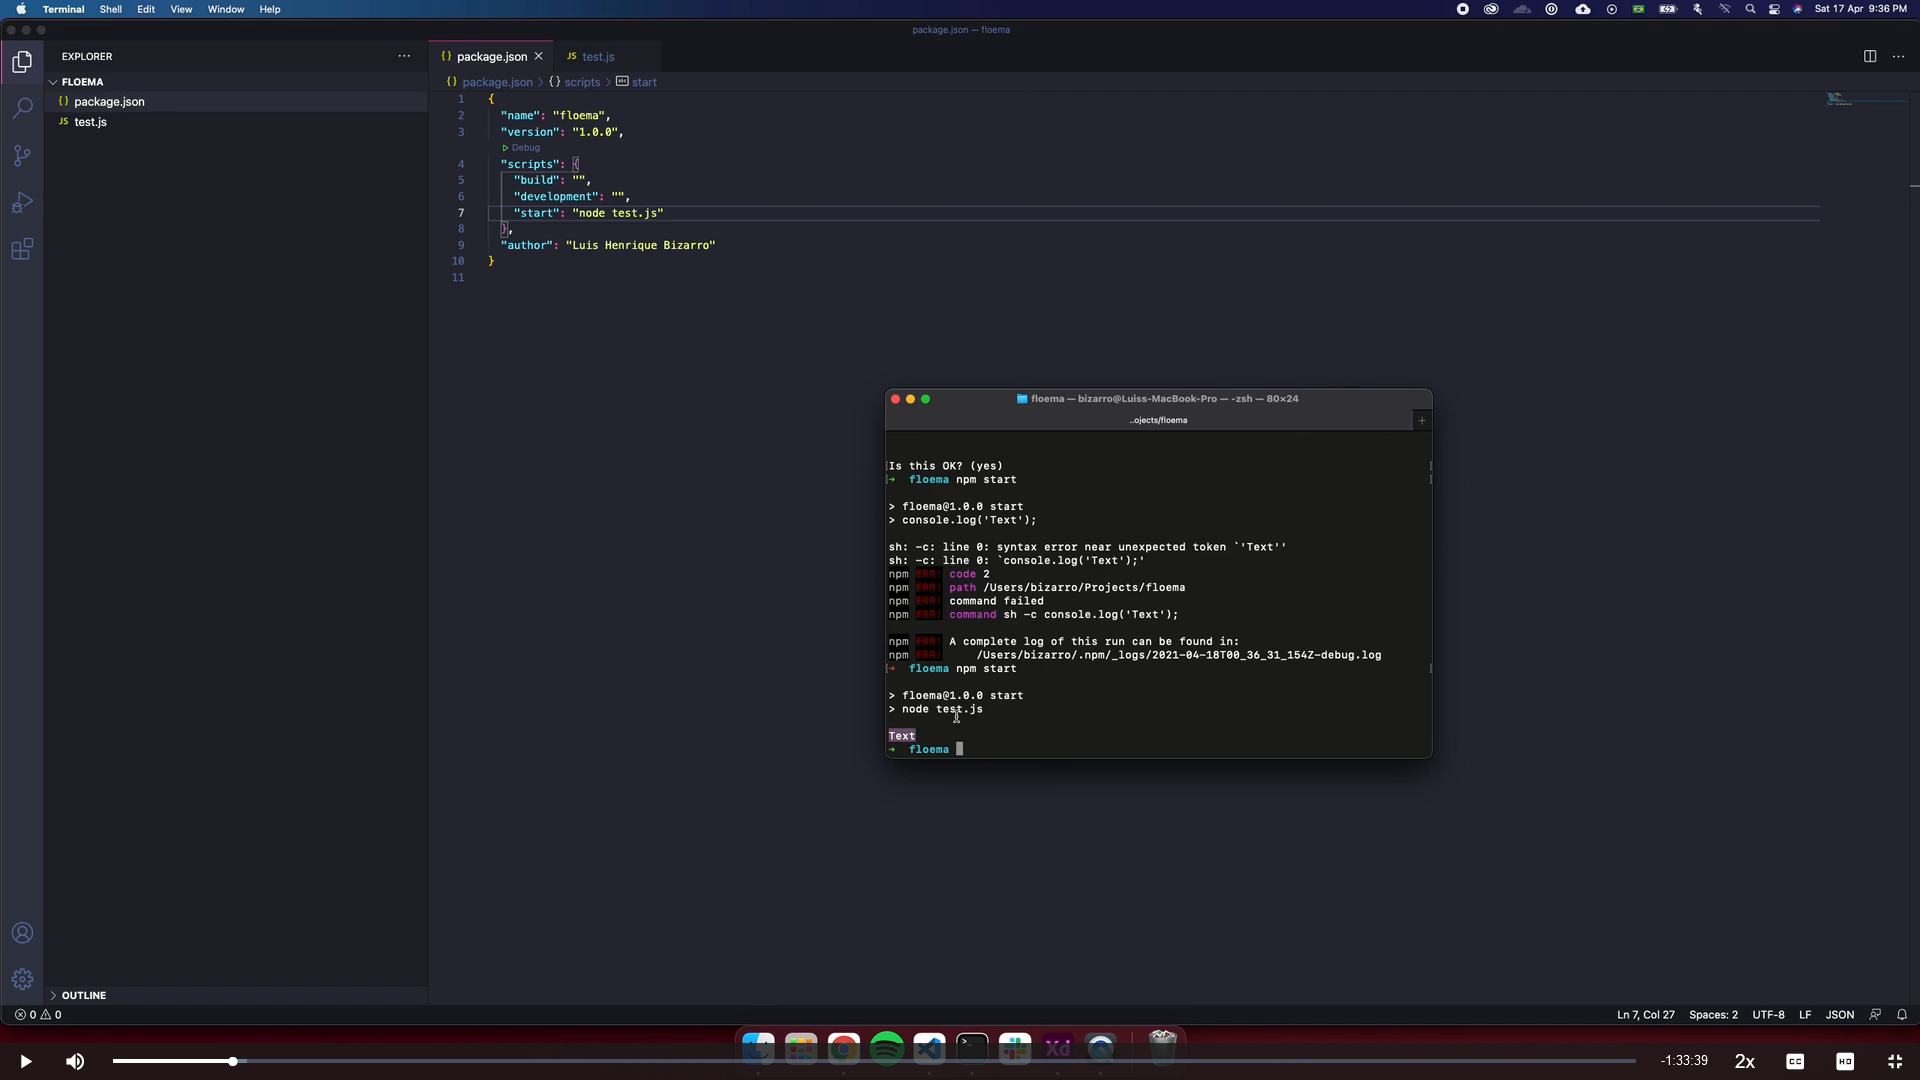 Terminal Shell Edit View Window Help
Sat 17 Apr 9:36 PM
package.json — floema
EXPLORER
FLOEMA
{} package.json
JS test.js
OUTLINE
{} package.json
JS test.js
{} package.json > {} scripts > abc start
1 {
2 "name": "floema",
3 "version": "1.0.0",
Debug
4 "scripts": {
5 "build": "",
6 "development": "",
7 "start": "node test.js"
8 },
9 "author": "Luis Henrique Bizarro"
10 }
11
floema — bizarro@Luiss-MacBook-Pro — -zsh — 80×24
..ojects/floema
Is this OK? (yes)
→ floema npm start
> floema@1.0.0 start
> console.log('Text');
sh: -c: line 0: syntax error near unexpected token `'Text''
sh: -c: line 0: `console.log('Text');'
npm ERR! code 2
npm ERR! path /Users/bizarro/Projects/floema
npm ERR! command failed
npm ERR! command sh -c console.log('Text');
npm ERR! A complete log of this run can be found in:
npm ERR! /Users/bizarro/.npm/_logs/2021-04-18T00_36_31_154Z-debug.log
→ floema npm start
> floema@1.0.0 start
> node test.js
Text
→ floema
0 0
Ln 7, Col 27 Spaces: 2 UTF-8 LF JSON
Xd
-1:33:39 2x CC HD